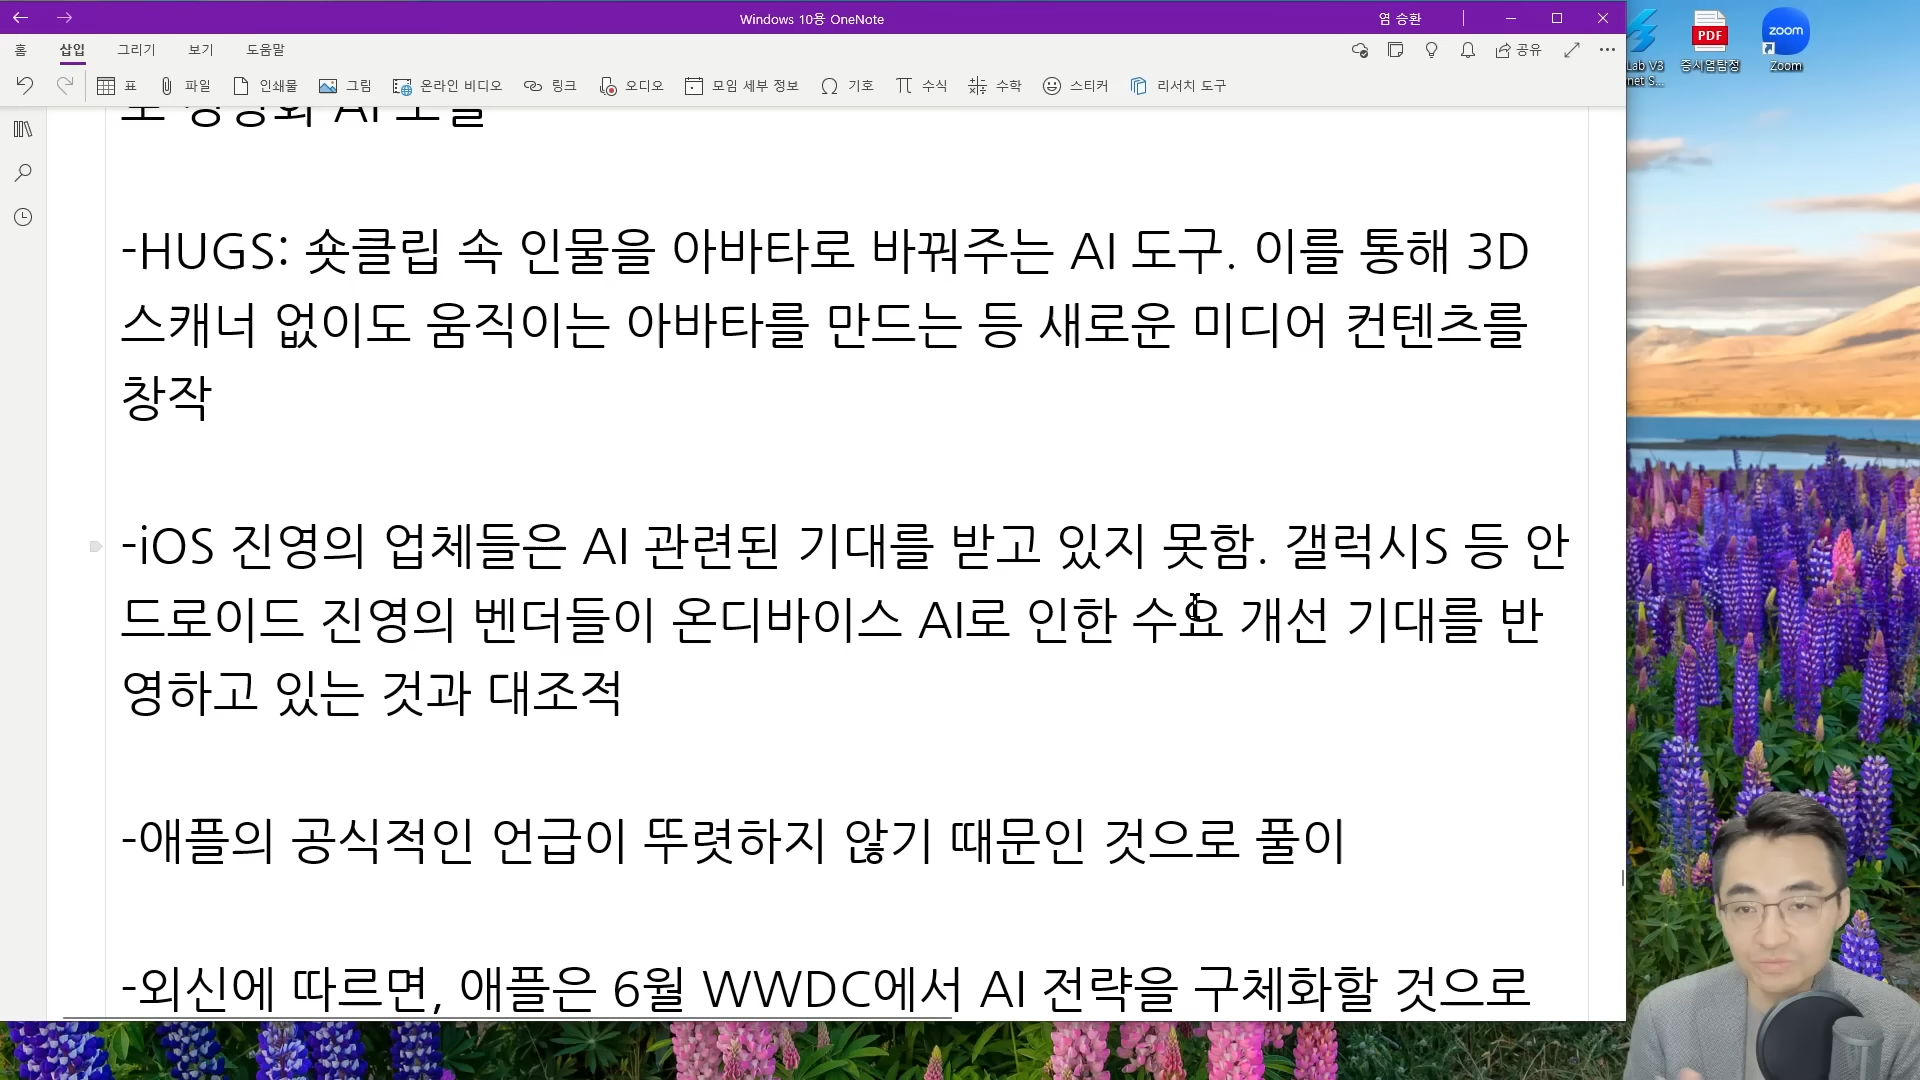 Windows 10용 OneNote
염 승환
홈 삽입 그리기 보기 도움말
공유
표 파일 인쇄물 그림 온라인 비디오 링크 오디오 모임 세부 정보 기호 수식 수학 스티커 리서치 도구
AI
-HUGS: 숏클립 속 인물을 아바타로 바꿔주는 AI 도구. 이를 통해 3D
스캐너 없이도 움직이는 아바타를 만드는 등 새로운 미디어 컨텐츠를
창작
-iOS 진영의 업체들은 AI 관련된 기대를 받고 있지 못함. 갤럭시S 등 안
드로이드 진영의 벤더들이 온디바이스 AI로 인한 수요 개선 기대를 반
영하고 있는 것과 대조적
-애플의 공식적인 언급이 뚜렷하지 않기 때문인 것으로 풀이
-외신에 따르면, 애플은 6월 WWDC에서 AI 전략을 구체화할 것으로
Lab V3
net S...
PDF
증시염탐정
zoom
Zoom